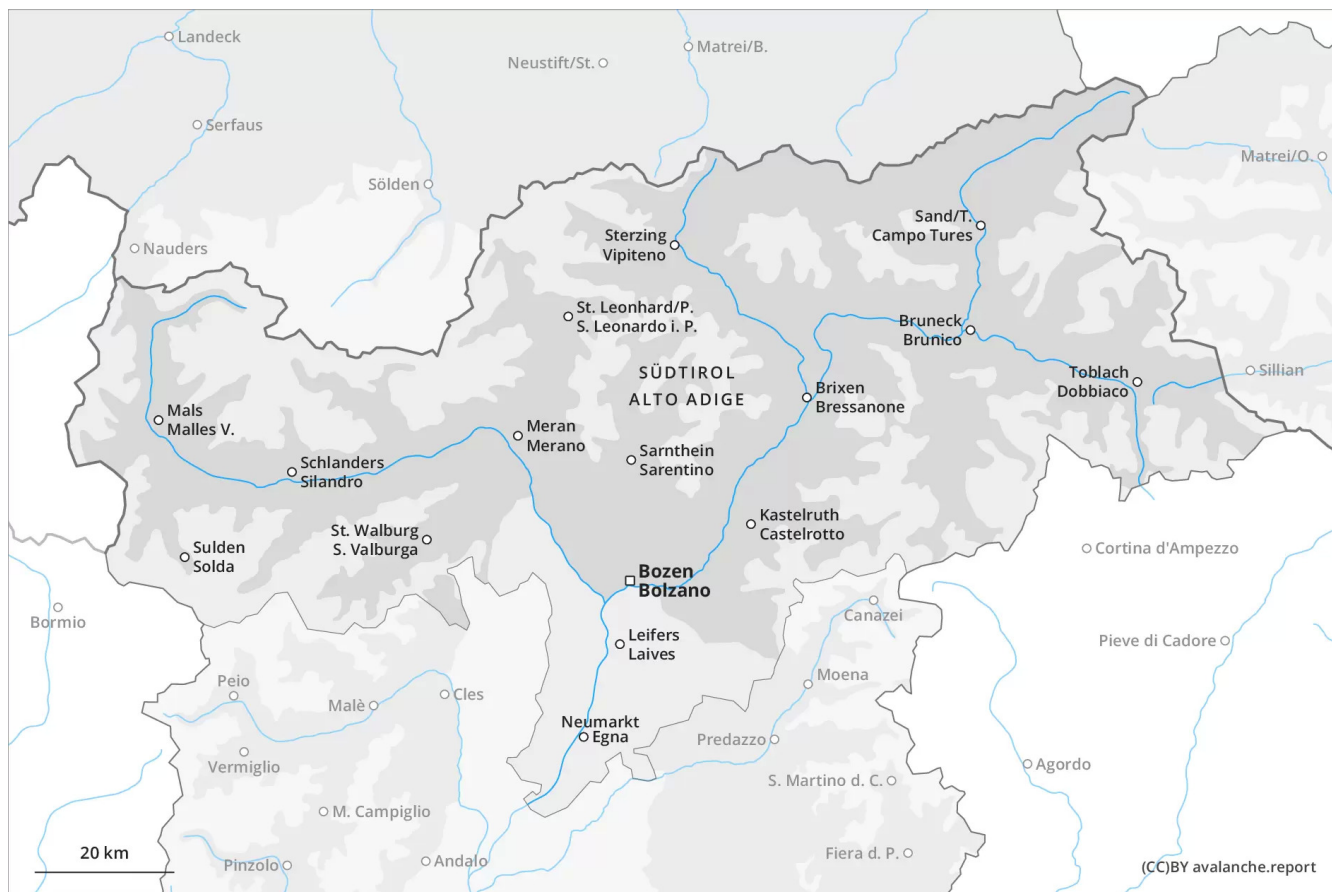 Landeck
Matrei/B.
Neustift/St.
Serfaus
Matrei/O.
Sölden
Sand/T.
Campo Tures
Sterzing
Vipiteno
Nauders
St. Leonhard/P.
S. Leonardo i. P.
Bruneck
Brunico
SÜDTIROL
ALTO ADIGE
Toblach
Dobbiaco
Sillian
Brixen
Bressanone
Mals
Malles V.
Meran
Merano
Sarnthein
Sarentino
Schlanders
Silandro
Kastelruth
Castelrotto
St. Walburg
S. Valburga
Sulden
Solda
Cortina d'Ampezzo
Bozen
Bolzano
Bormio
Canazei
Leifers
Laives
Pieve di Cadore
Peio
Moena
Cles
Malè
Neumarkt
Egna
Predazzo
Vermiglio
Agordo
S. Martino d. C.
M. Campiglio
20 km
Pinzolo
Andalo
Fiera d. P.
(CC)BY avalanche.report